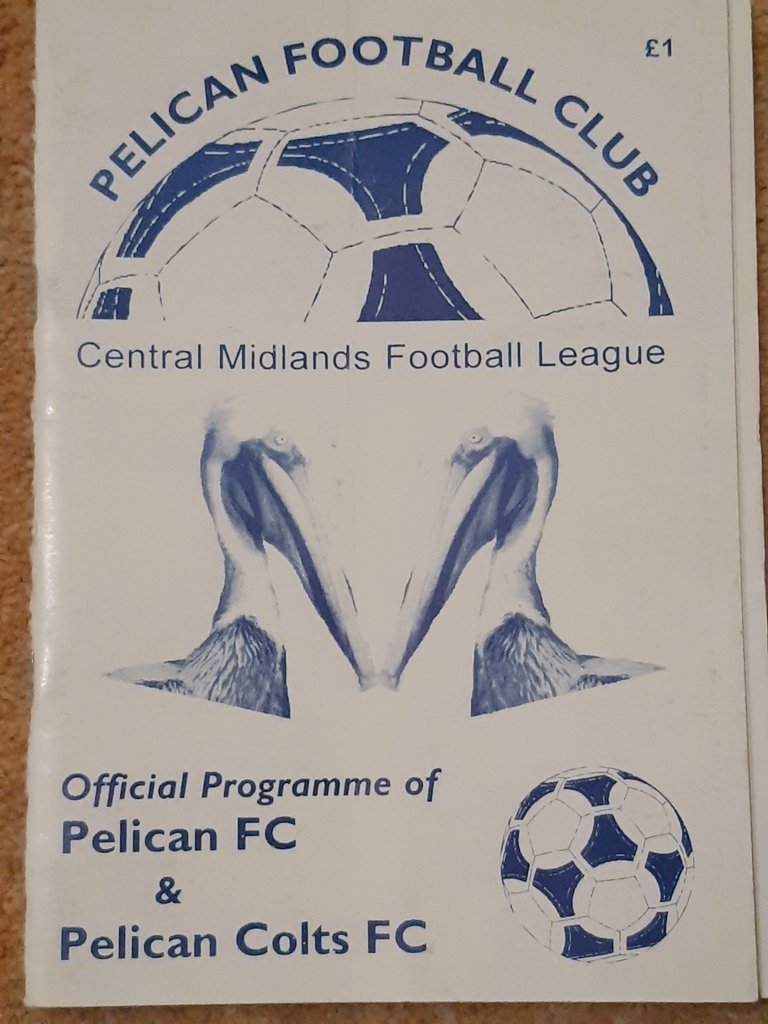 £1
PELICAN FOOTBALL CLUB
Central Midlands Football League
Official Programme of
Pelican FC
&
Pelican Colts FC